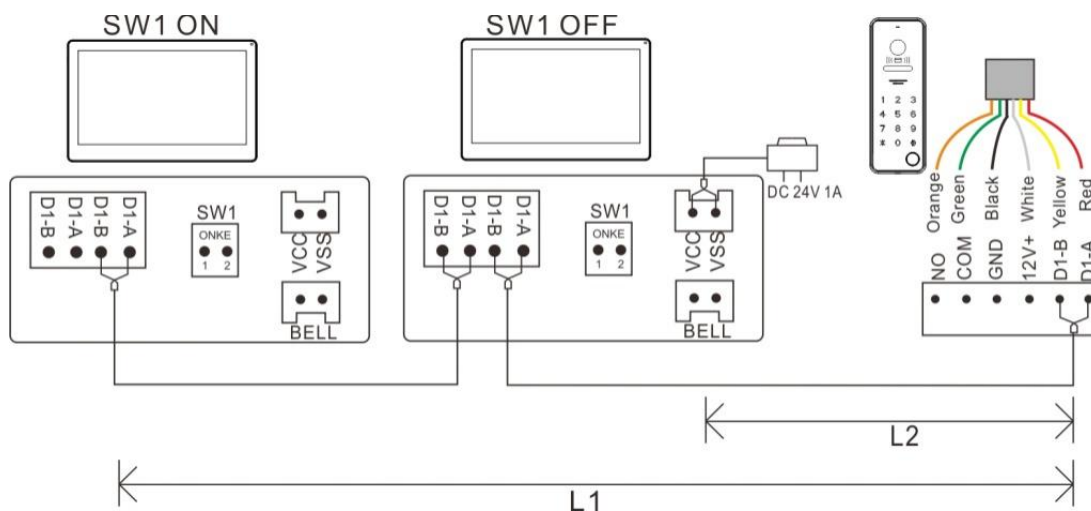 SW1 ON
SW1 OFF
1 2 3
4 5 6
7 8 9
* 0 #
DC 24V 1A
Orange
Green
Black
White
Yellow
Red
D1-B
D1-A
D1-B
D1-A
SW1
ONKE
1 2
VCC
VSS
BELL
D1-B
D1-A
D1-B
D1-A
SW1
ONKE
1 2
VCC
VSS
BELL
NO
COM
GND
12V+
D1-B
D1-A
L2
L1